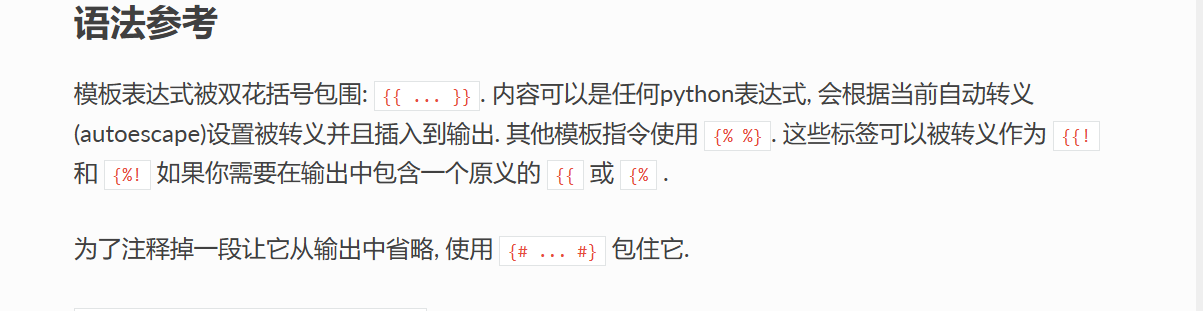 语法参考
模板表达式被双花括号包围: {{ ... }}. 内容可以是任何python表达式, 会根据当前自动转义
(autoescape)设置被转义并且插入到输出. 其他模板指令使用 {% %}. 这些标签可以被转义作为 {{!
和 {%! 如果你需要在输出中包含一个原义的 {{ 或 {% .
为了注释掉一段让它从输出中省略, 使用 {# ... #} 包住它.